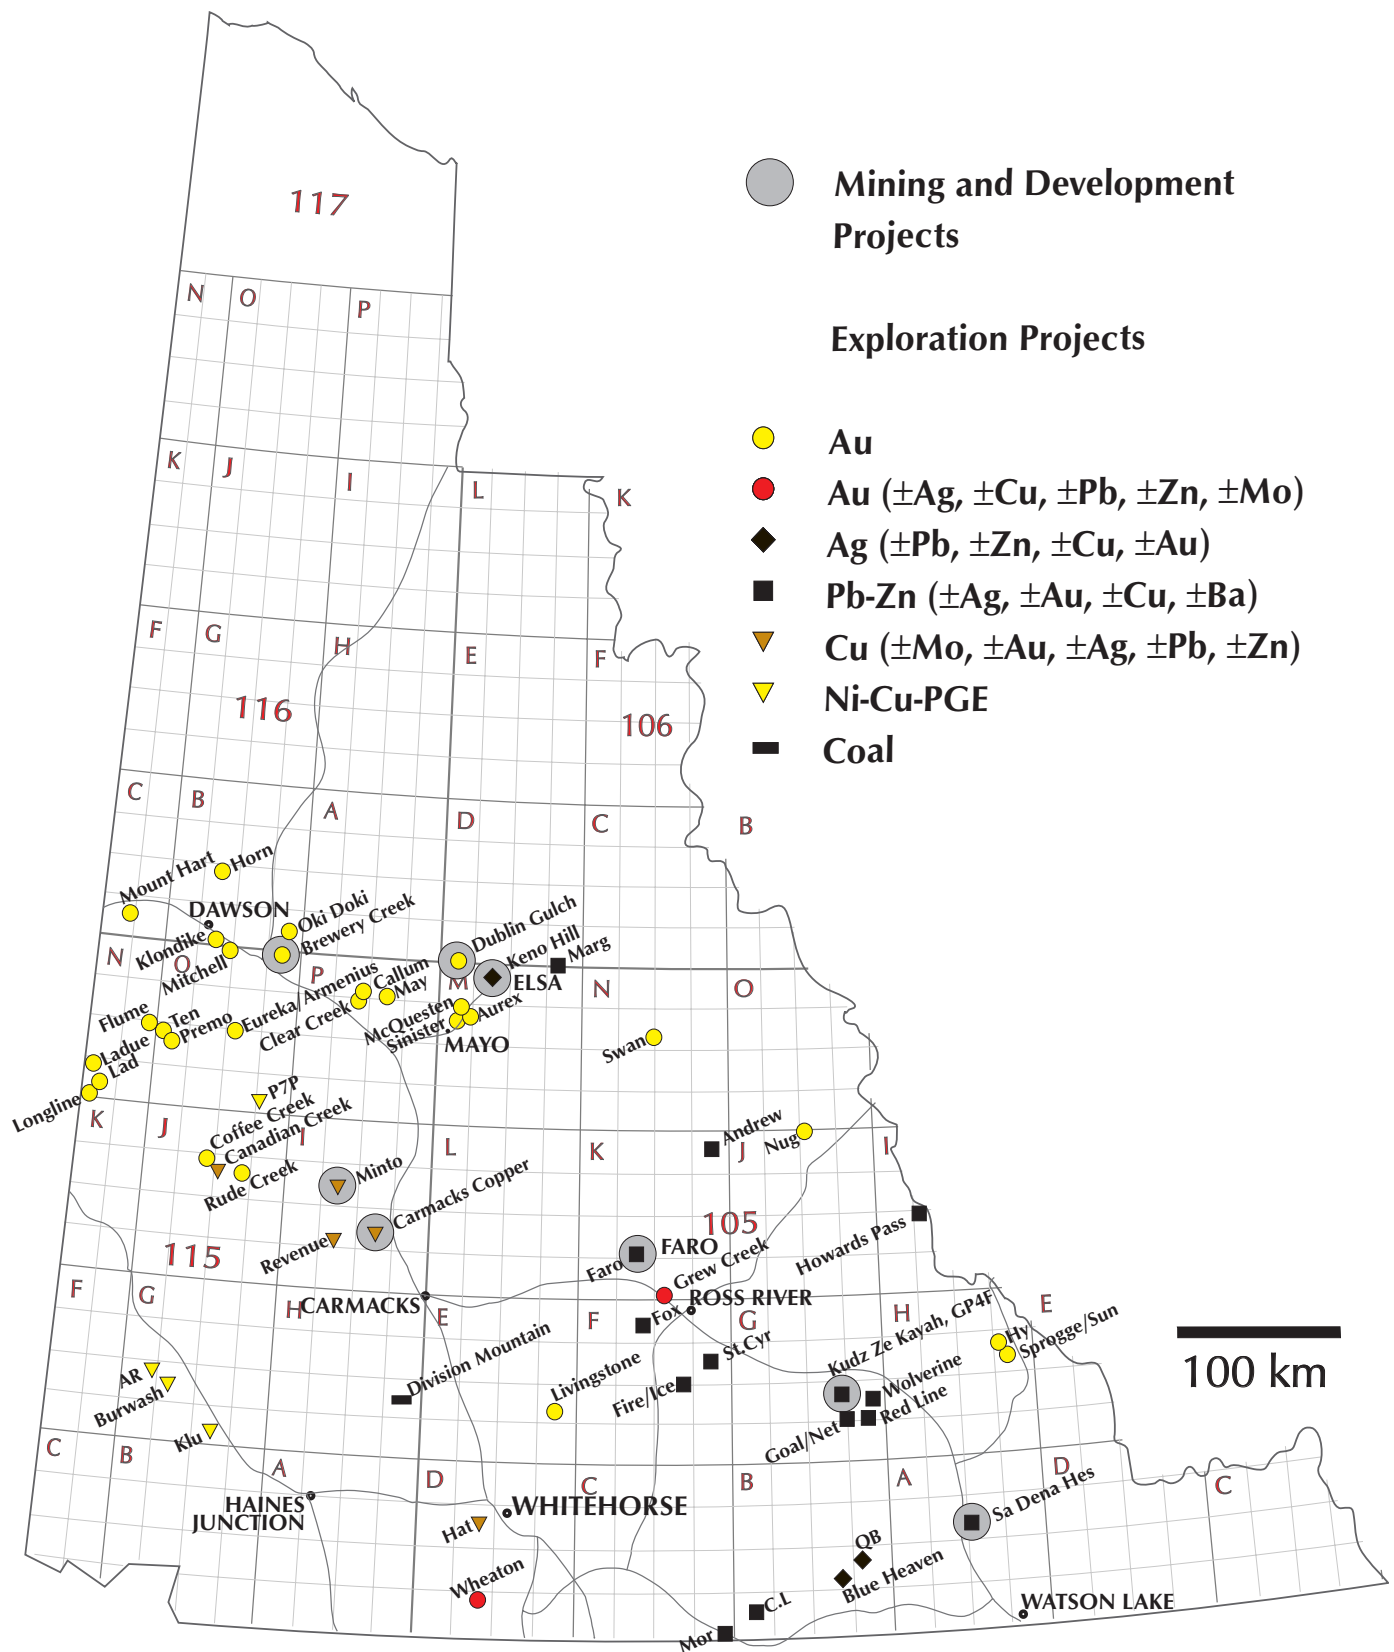 117
Mining and Development
Projects
Exploration Projects
Au
Au (±Ag, ±Cu, ±Pb, ±Zn, ±Mo)
Ag (±Pb, ±Zn, ±Cu, ±Au)
Pb-Zn (±Ag, ±Au, ±Cu, ±Ba)
Cu (±Mo, ±Au, ±Ag, ±Pb, ±Zn)
Ni-Cu-PGE
Coal
N
O
P
K
J
I
L
K
F
G
H
E
F
116
106
C
B
A
D
C
B
Mount Hart
Horn
DAWSON
Oki Doki
Brewery Creek
Klondike
Mitchell
Dublin Gulch
Keno Hill
Marg
ELSA
N
O
P
M
N
O
Flume
Ten
Premo
Eureka/Armenius
Clear Creek
Callum
May
McQuesten
Sinister
Aurex
MAYO
Swan
Ladue
Lad
Longline
P7P
K
J
I
L
K
J
I
Coffee Creek
Canadian Creek
Rude Creek
Andrew
Nug
Minto
Carmacks Copper
Revenue
115
105
Howards Pass
FARO
Faro
Grew Creek
F
G
H
CARMACKS
E
F
Fox
ROSS RIVER
G
H
E
Kudz Ze Kayah, GP4F
Hy
Sprogge/Sun
100 km
AR
Burwash
Klu
Division Mountain
Livingstone
St.Cyr
Fire/Ice
Wolverine
Red Line
Goal/Net
C
B
A
D
C
B
A
D
C
HAINES
JUNCTION
WHITEHORSE
Hat
Wheaton
Sa Dena Hes
QB
Blue Heaven
C.L
Mor
WATSON LAKE